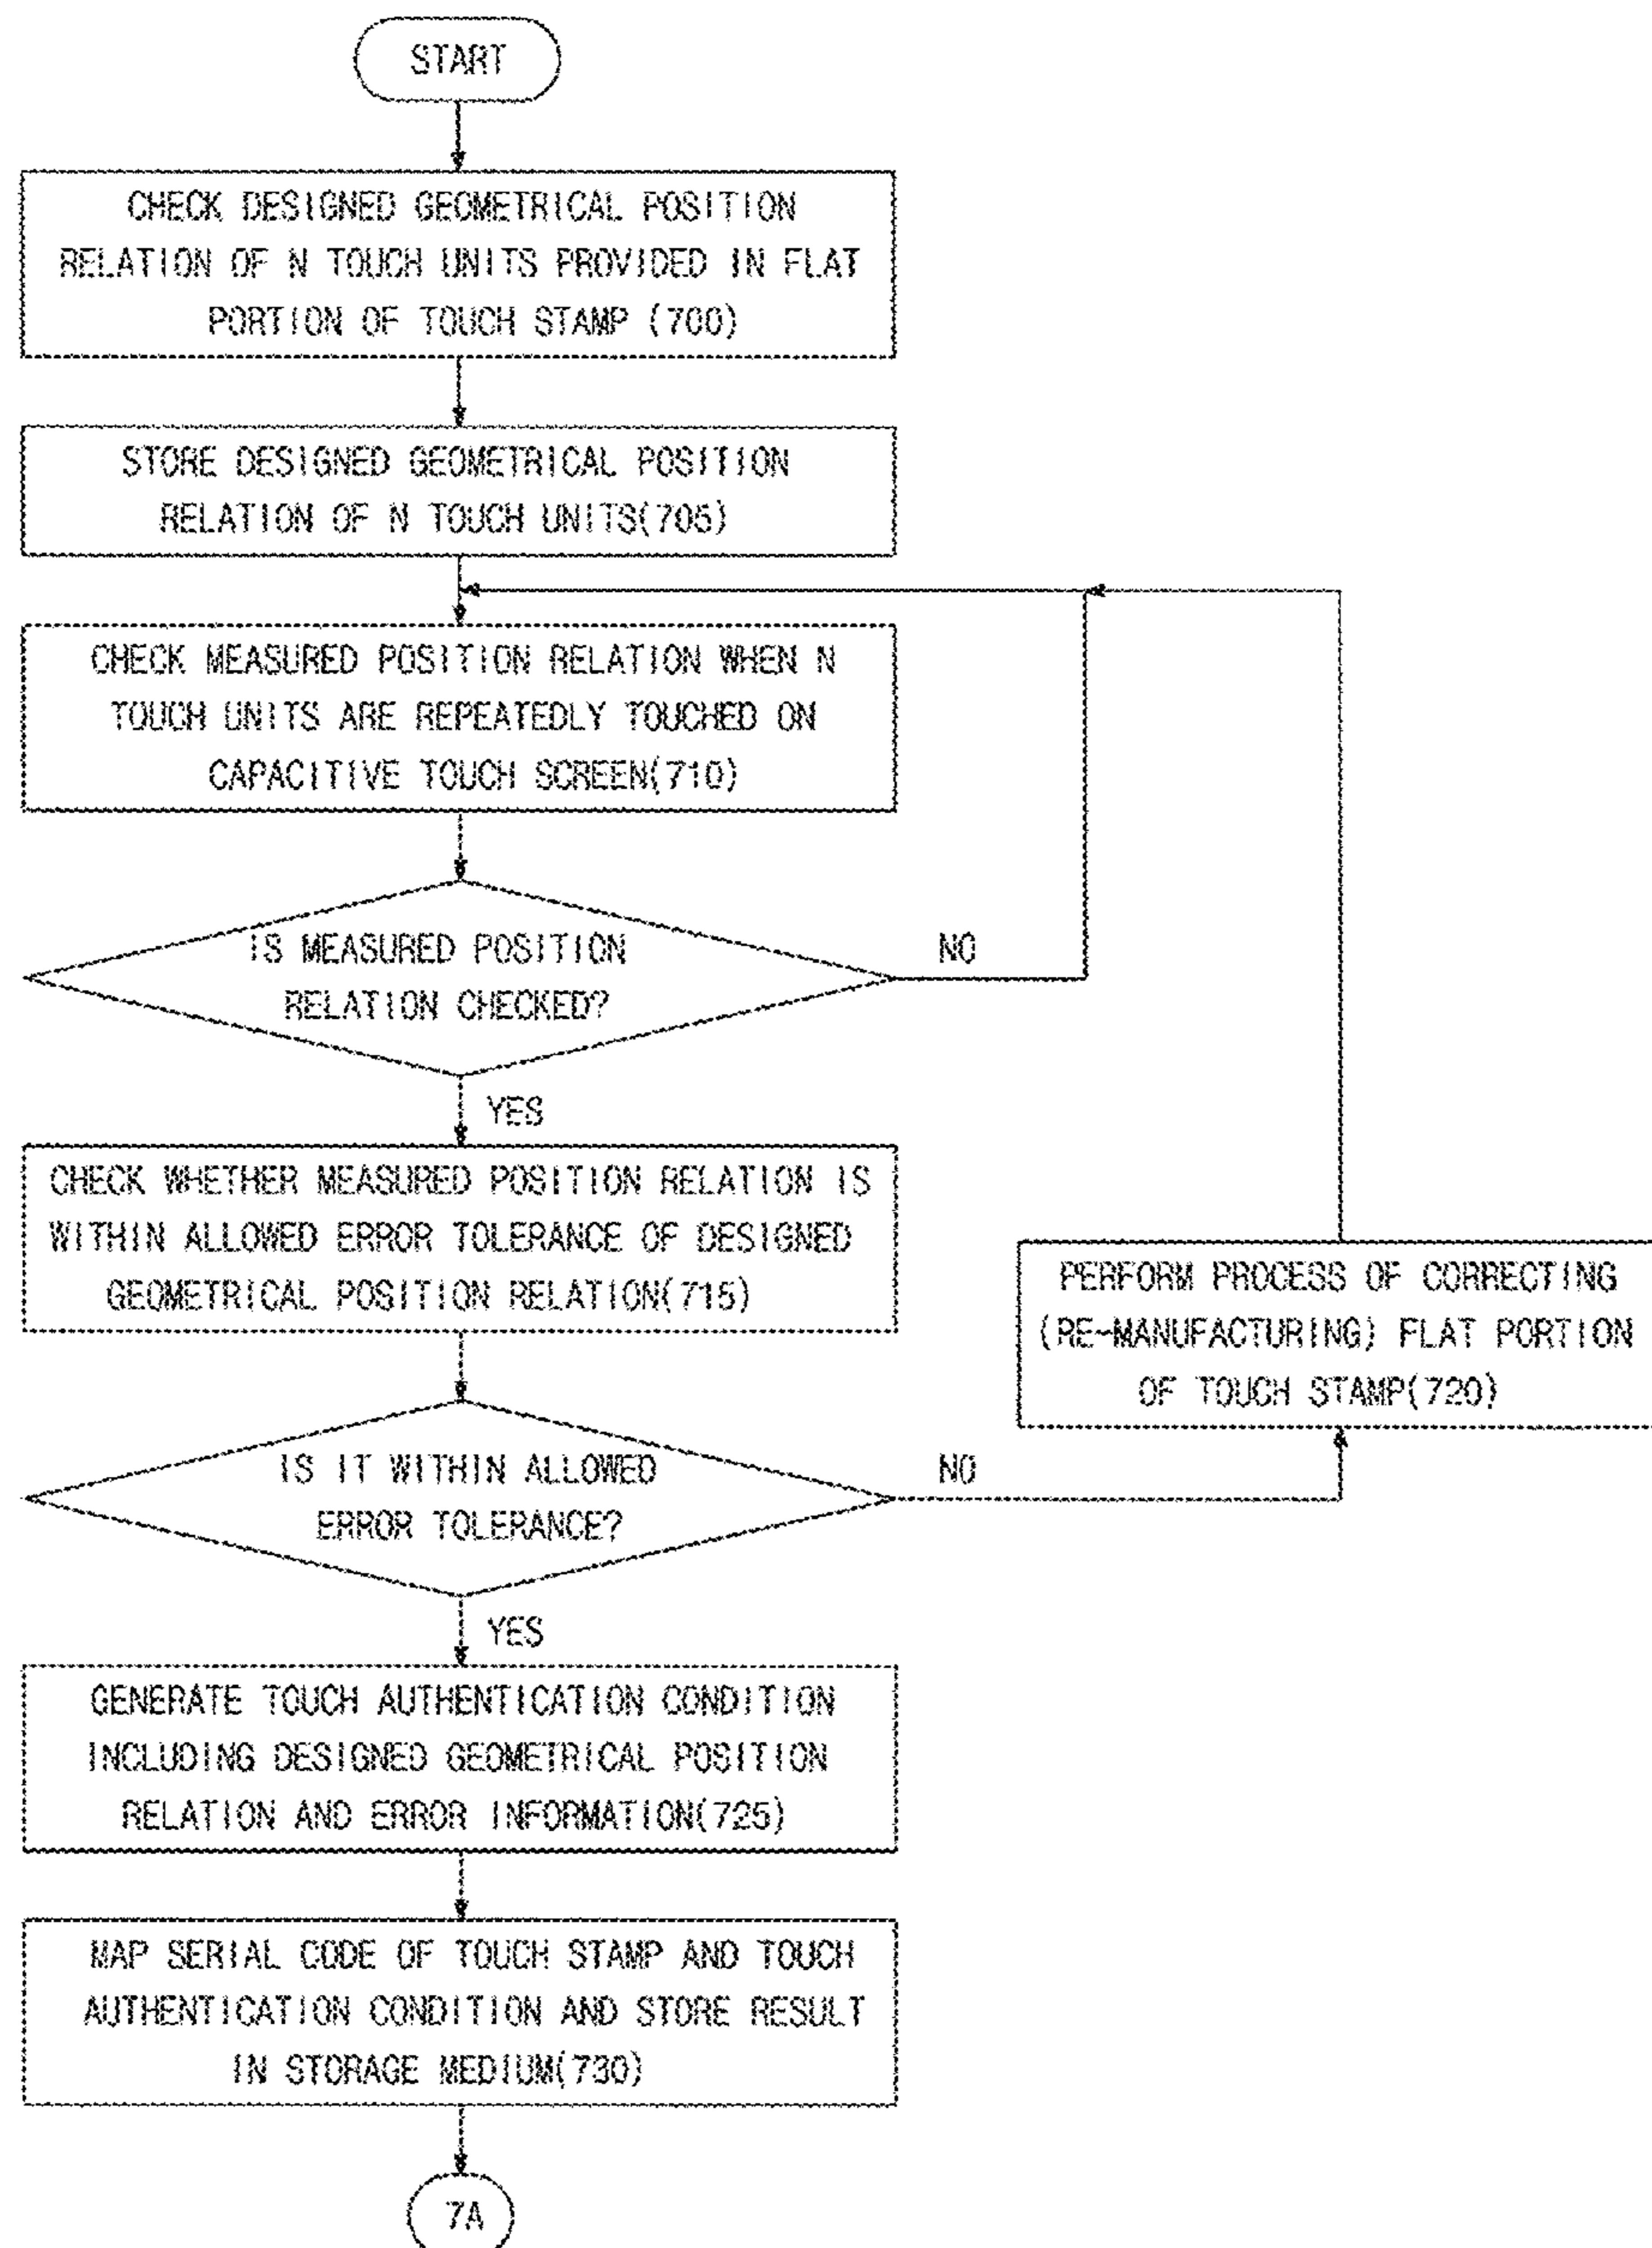 START
CHECK DESIGNED GEOMETRICAL POSITION
RELATION OF N TOUCH UNITS PROVIDED IN FLAT
PORTION OF TOUCH STAMP (700)
STORE DESIGNED GEOMETRICAL POSITION
RELATION OF N TOUCH UNITS(705)
CHECK MEASURED POSITION RELATION WHEN N
TOUCH UNITS ARE REPEATEDLY TOUCHED ON
CAPACITIVE TOUCH SCREEN(710)
IS MEASURED POSITION
RELATION CHECKED?
NO
YES
CHECK WHETHER MEASURED POSITION RELATION IS
WITHIN ALLOWED ERROR TOLERANCE OF DESIGNED
GEOMETRICAL POSITION RELATION(715)
PERFORM PROCESS OF CORRECTING
(RE-MANUFACTURING) FLAT PORTION
OF TOUCH STAMP(720)
IS IT WITHIN ALLOWED
ERROR TOLERANCE?
NO
YES
GENERATE TOUCH AUTHENTICATION CONDITION
INCLUDING DESIGNED GEOMETRICAL POSITION
RELATION AND ERROR INFORMATION(725)
MAP SERIAL CODE OF TOUCH STAMP AND TOUCH
AUTHENTICATION CONDITION AND STORE RESULT
IN STORAGE MEDIUM(730)
7A